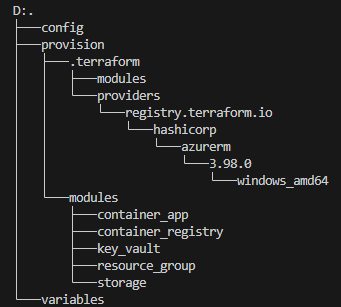 D:.
├───config
├───provision
│   ├───.terraform
│   │   ├───modules
│   │   └───providers
│   │       └───registry.terraform.io
│   │           └───hashicorp
│   │               └───azurerm
│   │                   └───3.98.0
│   │                       └───windows_amd64
│   └───modules
│       ├───container_app
│       ├───container_registry
│       ├───key_vault
│       ├───resource_group
│       └───storage
└───variables